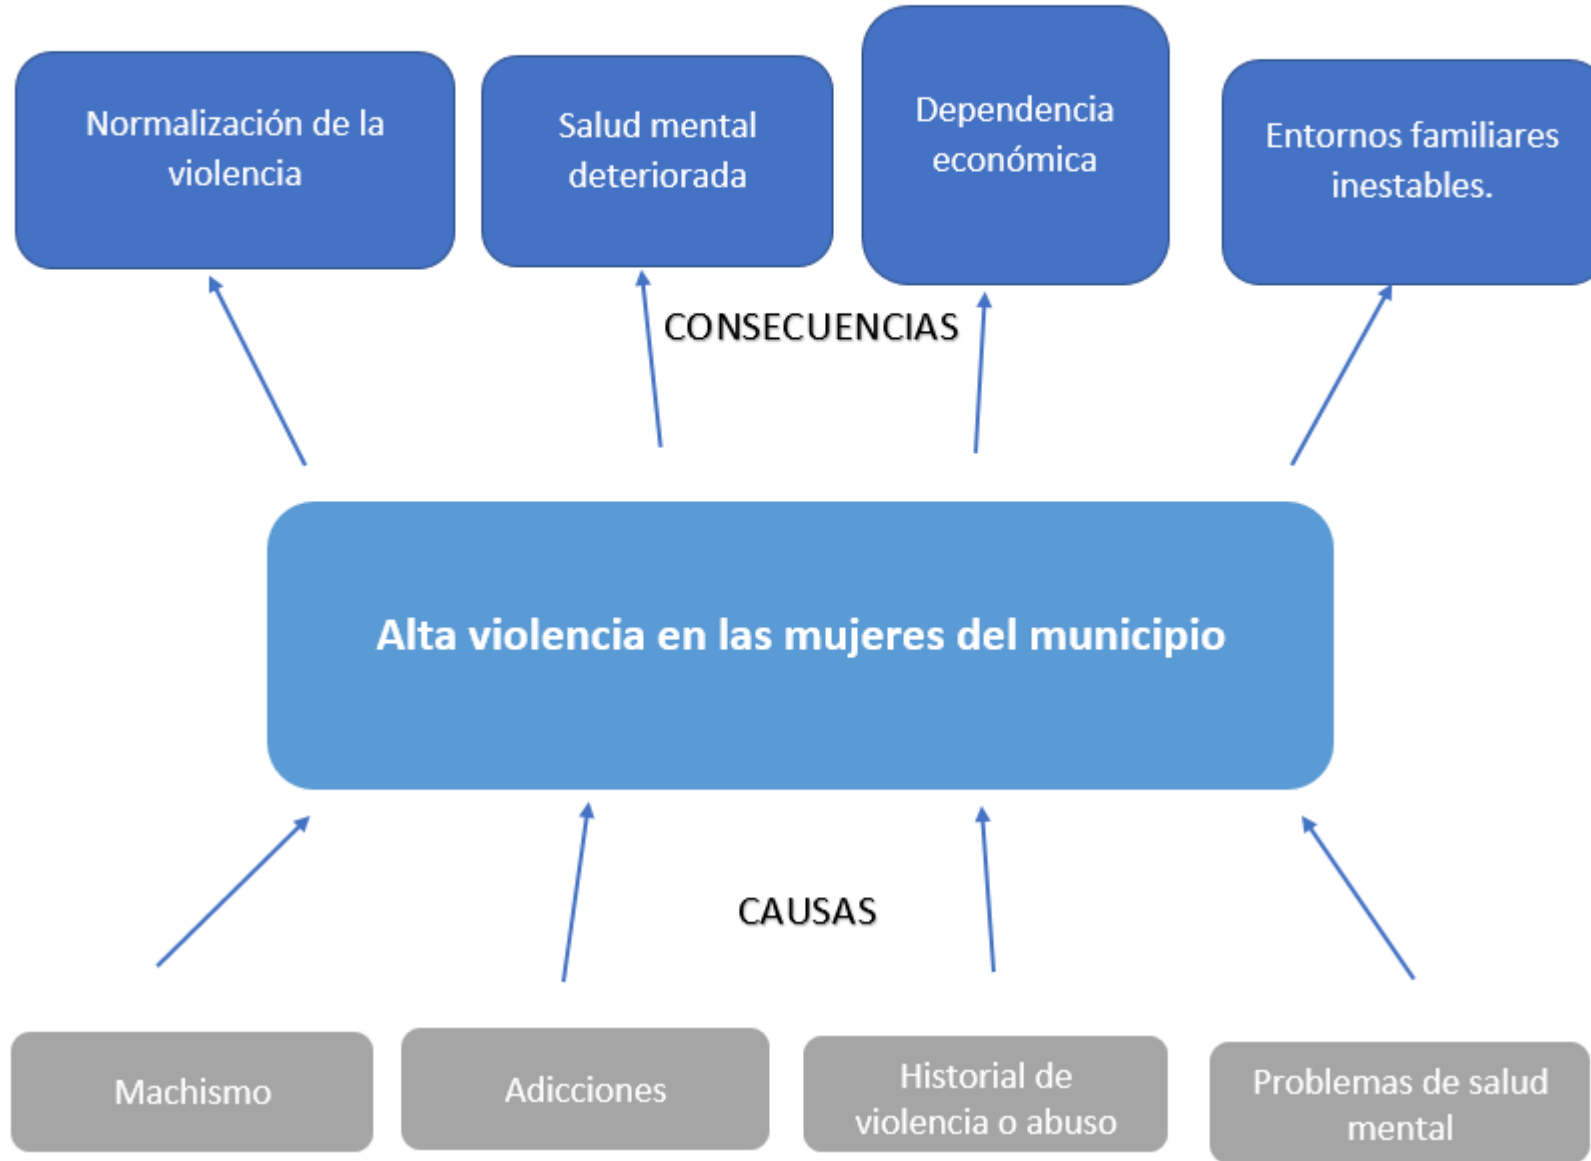 Normalización de la
violencia
Salud mental
deteriorada
Dependencia
económica
Entornos familiares
inestables.
CONSECUENCIAS
Alta violencia en las mujeres del municipio
CAUSAS
Machismo
Adicciones
Historial de
violencia o abuso
Problemas de salud
mental